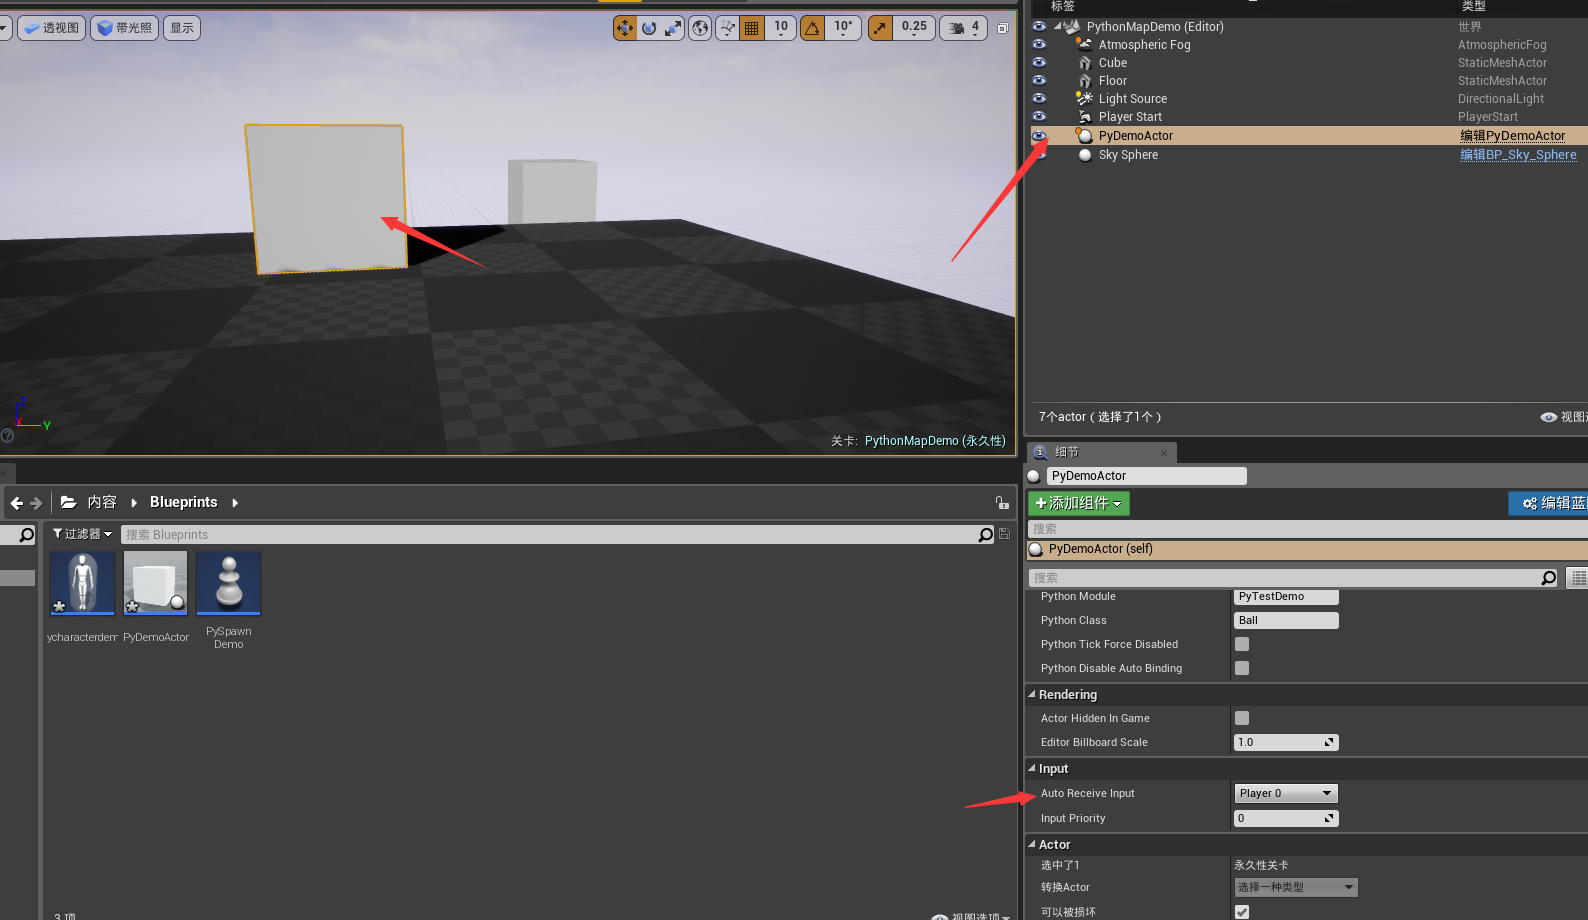 透视图
带光照
显示
10
10°
0.25
4
Z
Y
关卡: PythonMapDemo (永久性)
标签
类型
PythonMapDemo (Editor)
世界
Atmospheric Fog
AtmosphericFog
Cube
StaticMeshActor
Floor
StaticMeshActor
Light Source
DirectionalLight
Player Start
PlayerStart
PyDemoActor
编辑PyDemoActor
Sky Sphere
编辑BP_Sky_Sphere
7个actor（选择了1个）
视图
内容
Blueprints
过滤器
搜索 Blueprints
ycharacterdem
PyDemoActor
PySpawn
Demo
3 项
视图选项
细节
PyDemoActor
添加组件
编辑蓝
搜索
PyDemoActor (self)
搜索
Python Module
PyTestDemo
Python Class
Ball
Python Tick Force Disabled
Python Disable Auto Binding
Rendering
Actor Hidden In Game
Editor Billboard Scale
1.0
Input
Auto Receive Input
Player 0
Input Priority
0
Actor
选中了1
永久性关卡
转换Actor
选择一种类型
可以被损坏